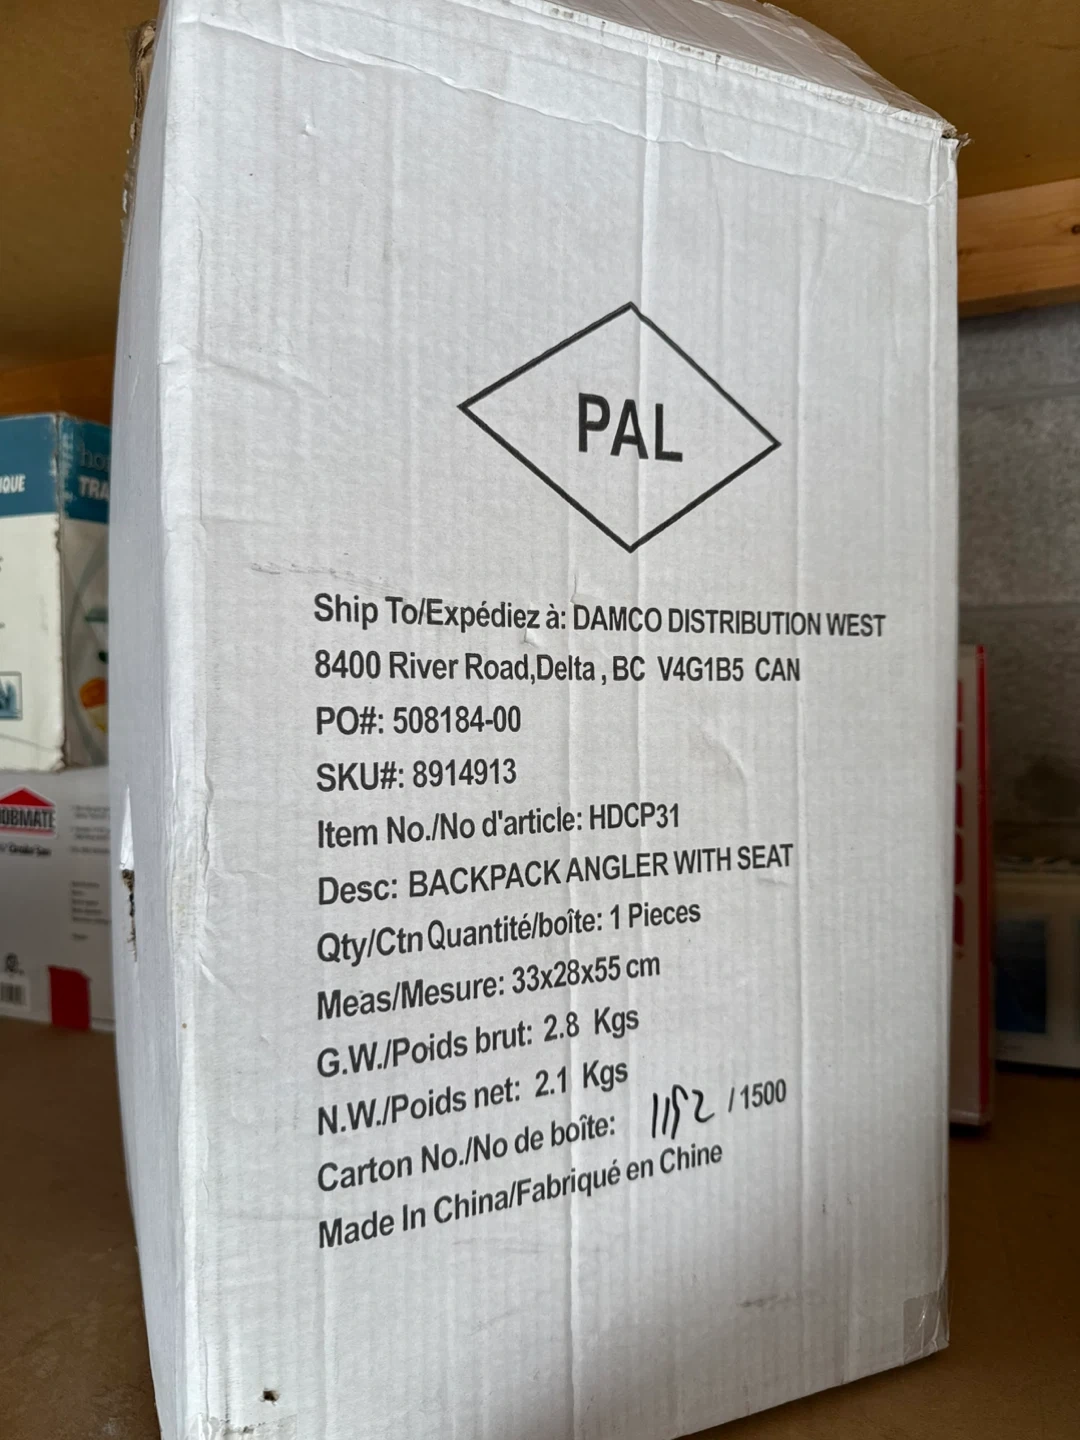 PAL
Ship To/Expédiez à: DAMCO DISTRIBUTION WEST
8400 River Road,Delta , BC V4G1B5 CAN
PO#: 508184-00
SKU#: 8914913
Item No./No d'article: HDCP31
Desc: BACKPACK ANGLER WITH SEAT
Qty/Ctn Quantité/boîte: 1 Pieces
Meas/Mesure: 33x28x55 cm
G.W./Poids brut: 2.8 Kgs
N.W./Poids net: 2.1 Kgs
Carton No./No de boîte: 1152 / 1500
Made In China/Fabriqué en Chine